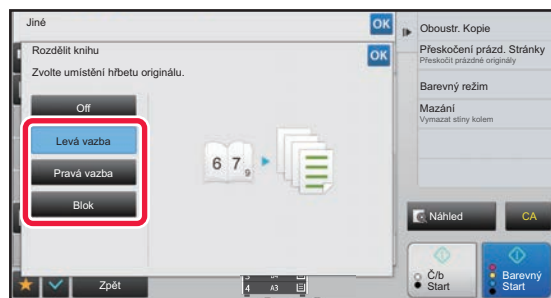 Jiné
OK
Rozdělit knihu
OK
Zvolte umístění hřbetu originálu.
Off
Levá vazba
Pravá vazba
Blok
6 7 9
Zpět
4 A3
Oboustr. Kopie
Přeskočení prázd. Stránky
Přeskočit prázdné originály
Barevný režim
Mazání
Vymazat stíny kolem
Náhled
CA
Č/b
Start
Barevný
Start